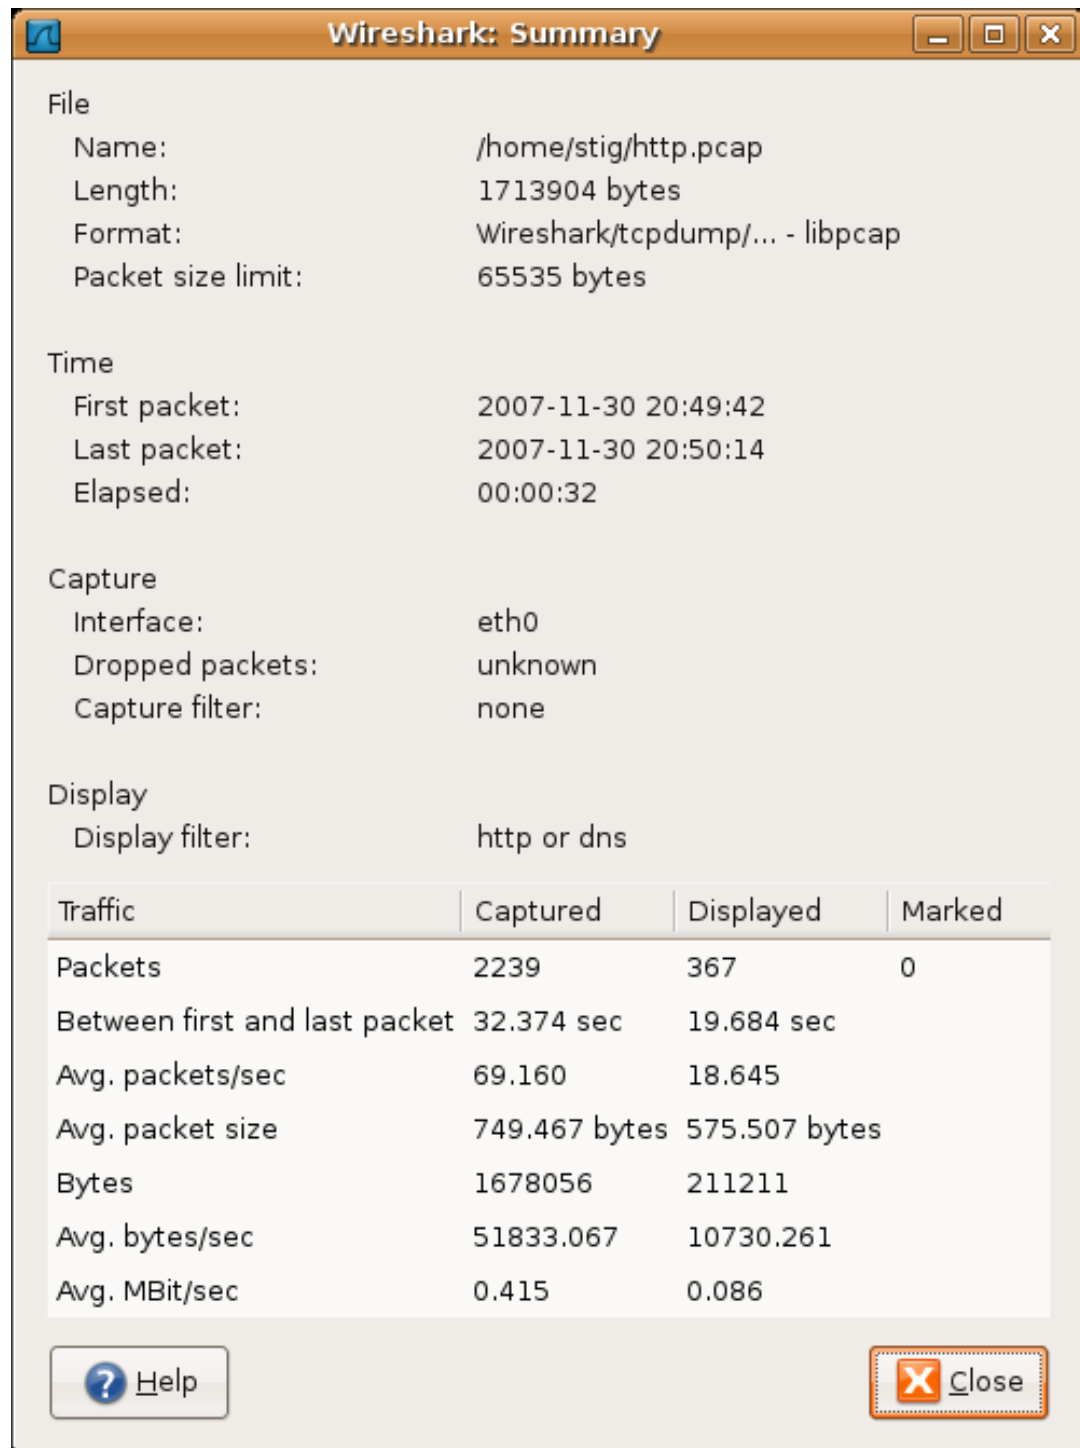 Wireshark: Summary
File
Name: /home/stig/http.pcap
Length: 1713904 bytes
Format: Wireshark/tcpdump/... - libpcap
Packet size limit: 65535 bytes
Time
First packet: 2007-11-30 20:49:42
Last packet: 2007-11-30 20:50:14
Elapsed: 00:00:32
Capture
Interface: eth0
Dropped packets: unknown
Capture filter: none
Display
Display filter: http or dns
Traffic Captured Displayed Marked
Packets 2239 367 0
Between first and last packet 32.374 sec 19.684 sec
Avg. packets/sec 69.160 18.645
Avg. packet size 749.467 bytes 575.507 bytes
Bytes 1678056 211211
Avg. bytes/sec 51833.067 10730.261
Avg. MBit/sec 0.415 0.086
Help Close